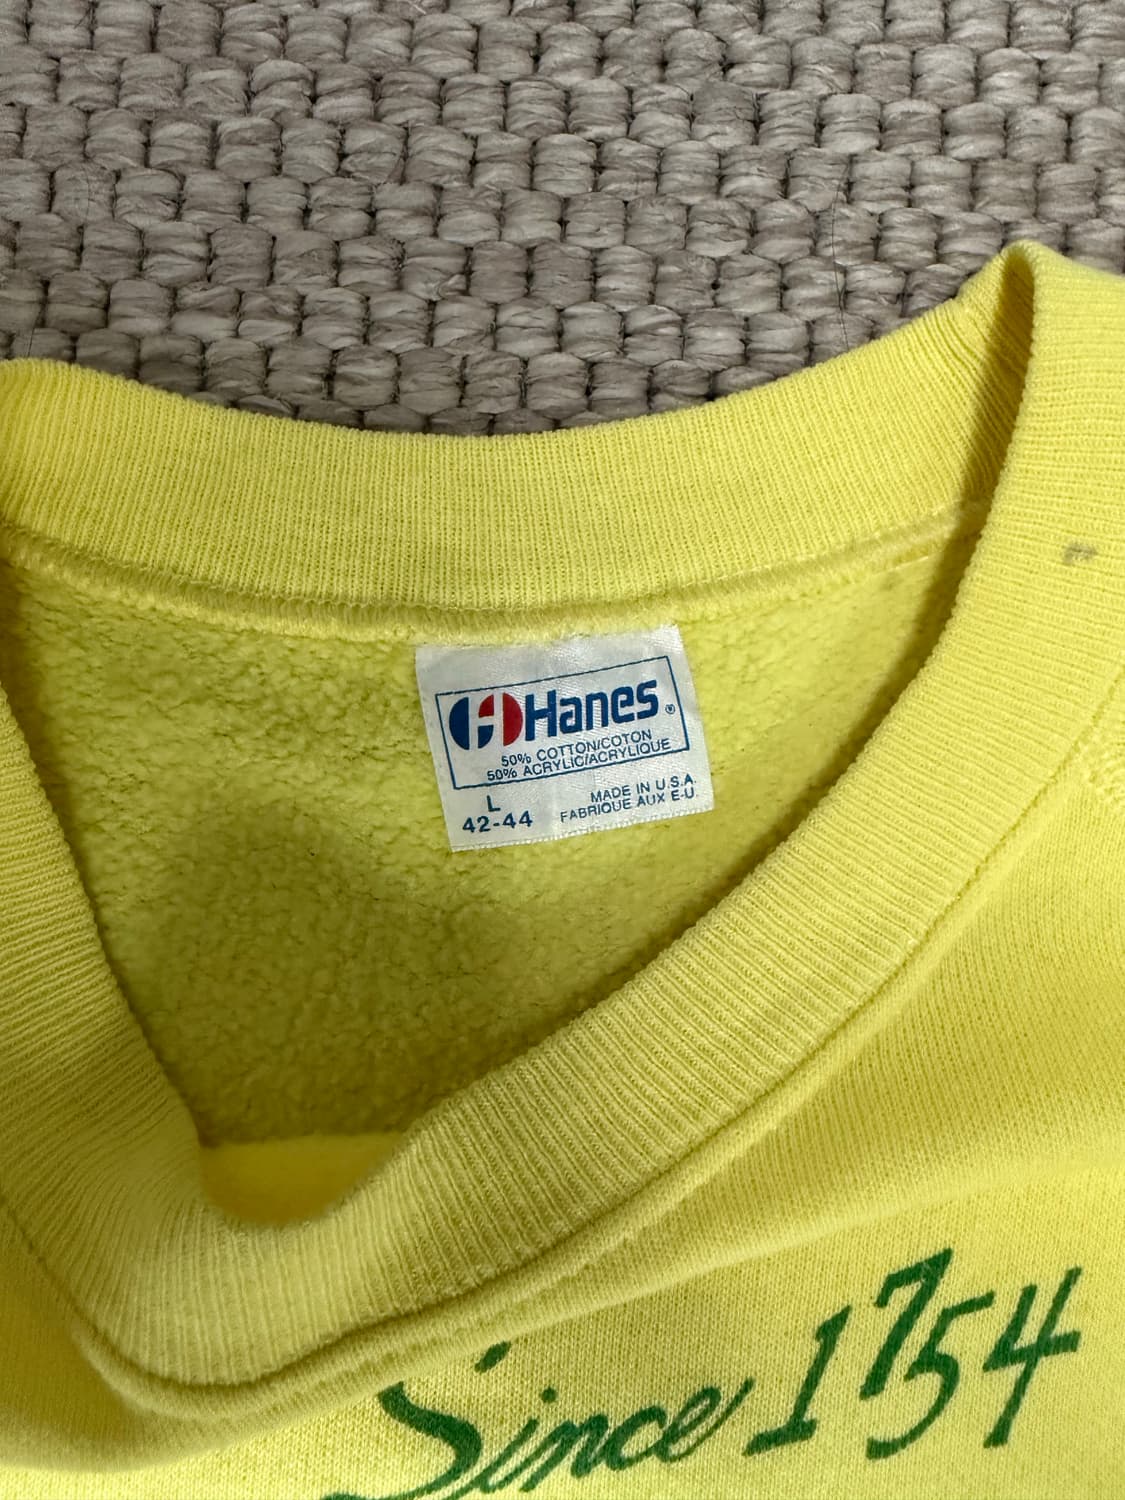 Hanes®
50% COTTON/COTON
50% ACRYLIC/ACRYLIQUE
L
42-44
MADE IN U.S.A.
FABRIQUE AUX E-U.
Since 1754